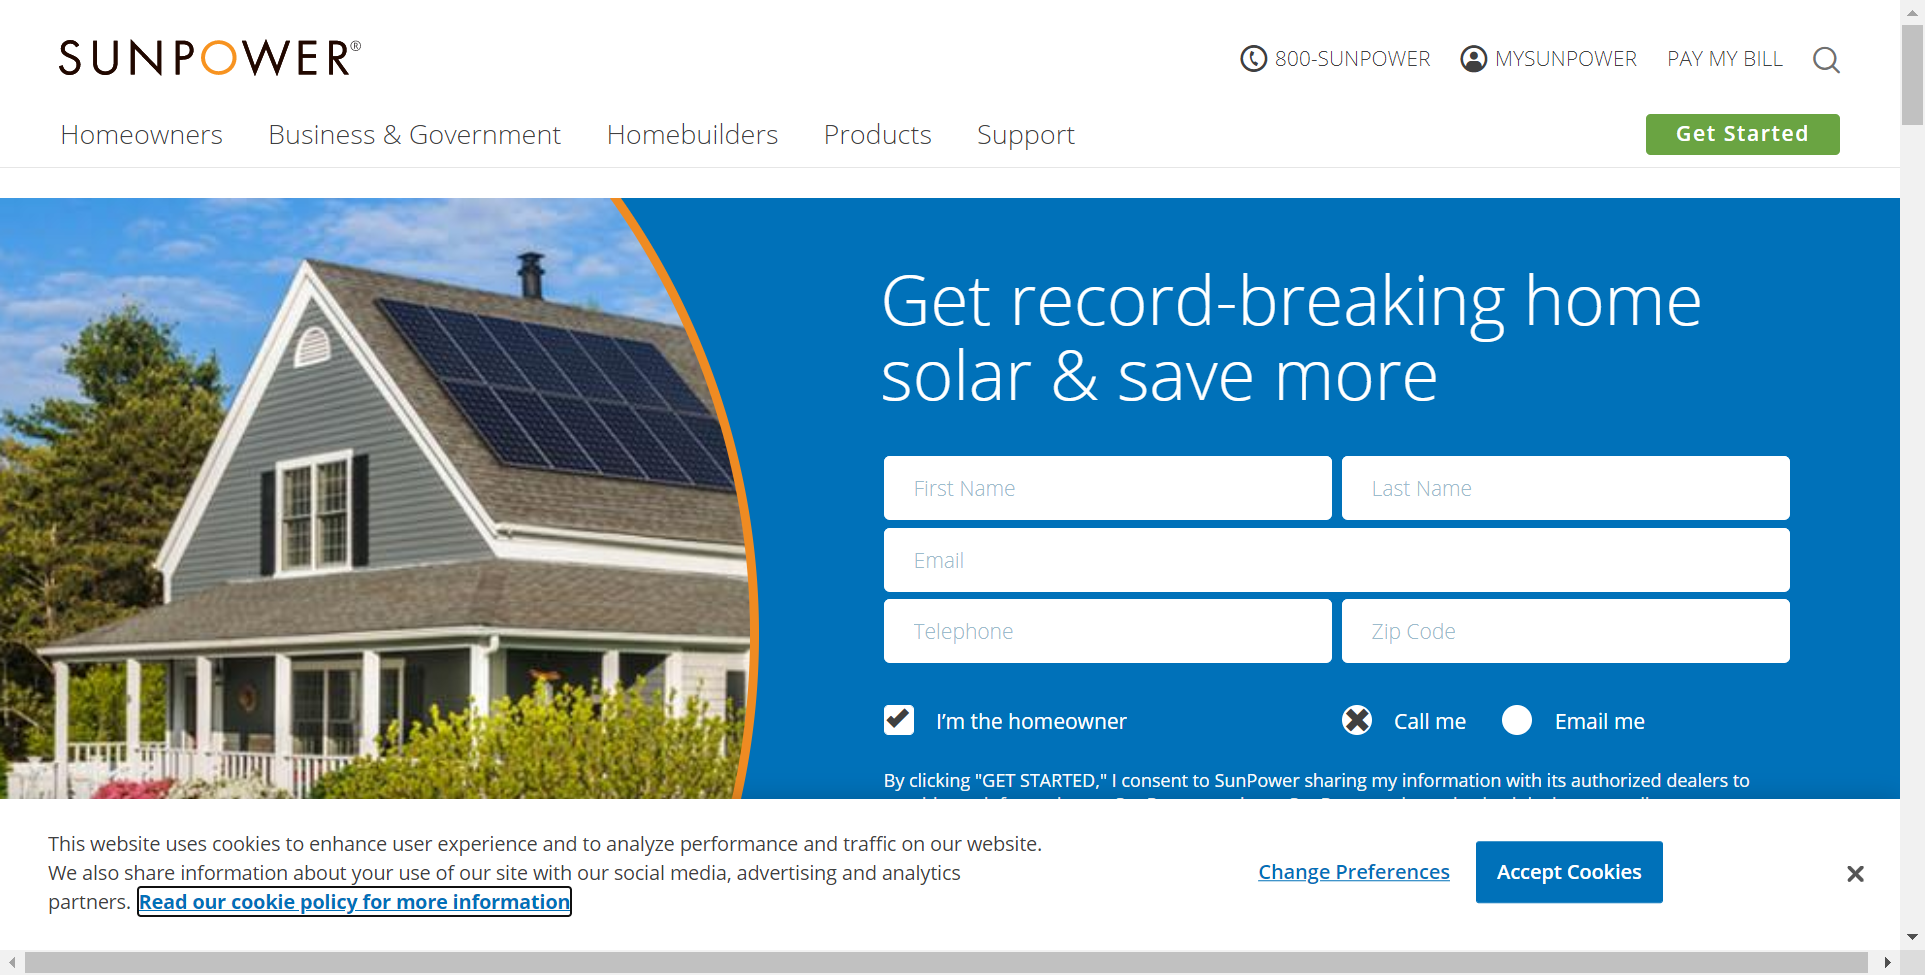 SUNPOWER®
800-SUNPOWER MYSUNPOWER PAY MY BILL
Homeowners Business & Government Homebuilders Products Support Get Started
Get record-breaking home
solar & save more
First Name Last Name
Email
Telephone Zip Code
I'm the homeowner Call me Email me
By clicking "GET STARTED," I consent to SunPower sharing my information with its authorized dealers to
This website uses cookies to enhance user experience and to analyze performance and traffic on our website.
We also share information about your use of our site with our social media, advertising and analytics
partners. Read our cookie policy for more information
Change Preferences Accept Cookies